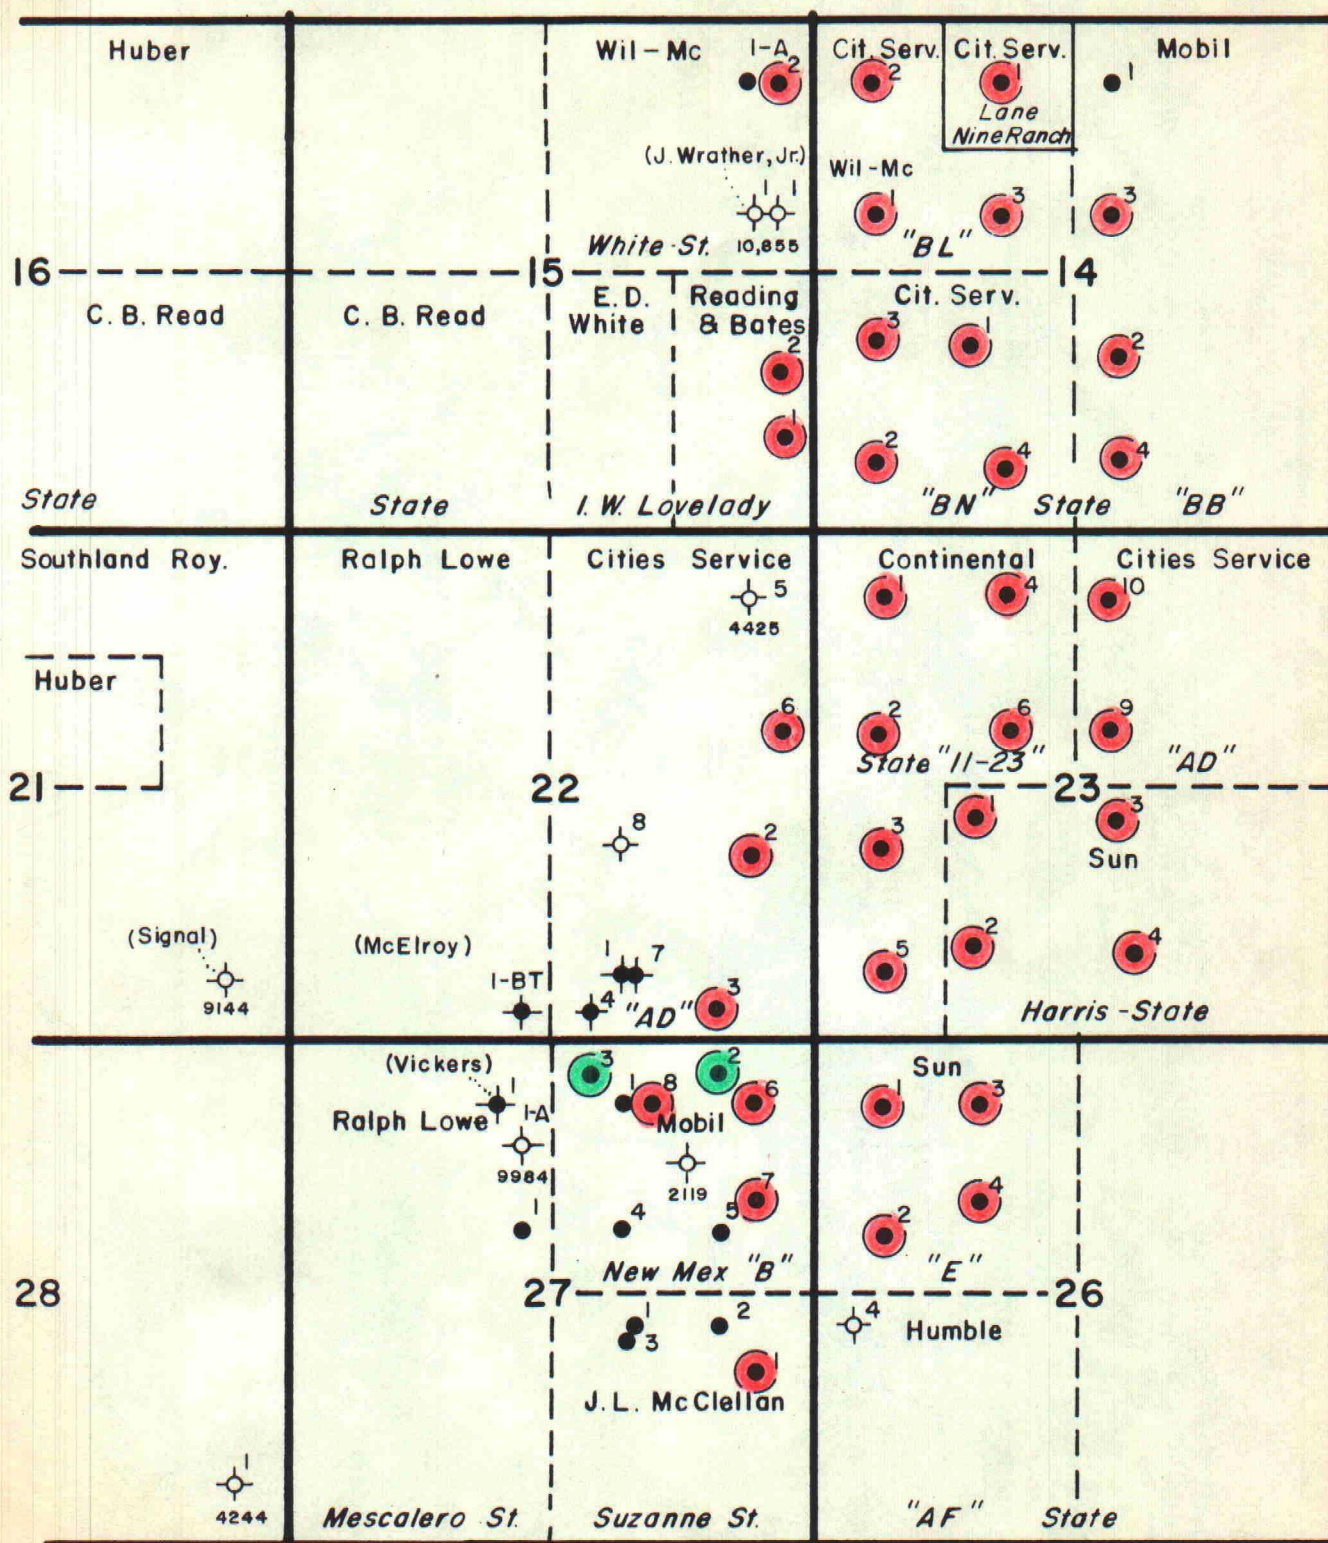 Huber
Wil-Mc
1-A
2
Cit. Serv.
2
Cit. Serv.
1
Lane
Nine Ranch
Mobil
1
(J. Wrather, Jr.)
1 1
10,855
White St.
Wil-Mc
1
3
"BL"
3
16
15
14
C. B. Read
C. B. Read
E. D.
White
Reading
& Bates
2
1
Cit. Serv.
3
1
2
2
4
4
State
State
I. W. Lovelady
"BN"
State
"BB"
Southland Roy.
Ralph Lowe
Cities Service
5
4425
Continental
1
4
Cities Service
10
Huber
6
2
6
9
State "11-23"
"AD"
21
22
23
8
2
3
1
3
Sun
(Signal)
9144
(McElroy)
1-BT
1
7
4
"AD"
3
5
2
4
Harris-State
(Vickers)
1
Ralph Lowe
1-A
9984
1
3
2
1
8
6
Mobil
2119
7
4
5
New Mex "B"
Sun
1
3
4
2
"E"
28
27
26
1
2
3
1
J. L. McClellan
4
Humble
1
4244
Mescalero St.
Suzanne St.
"AF"
State